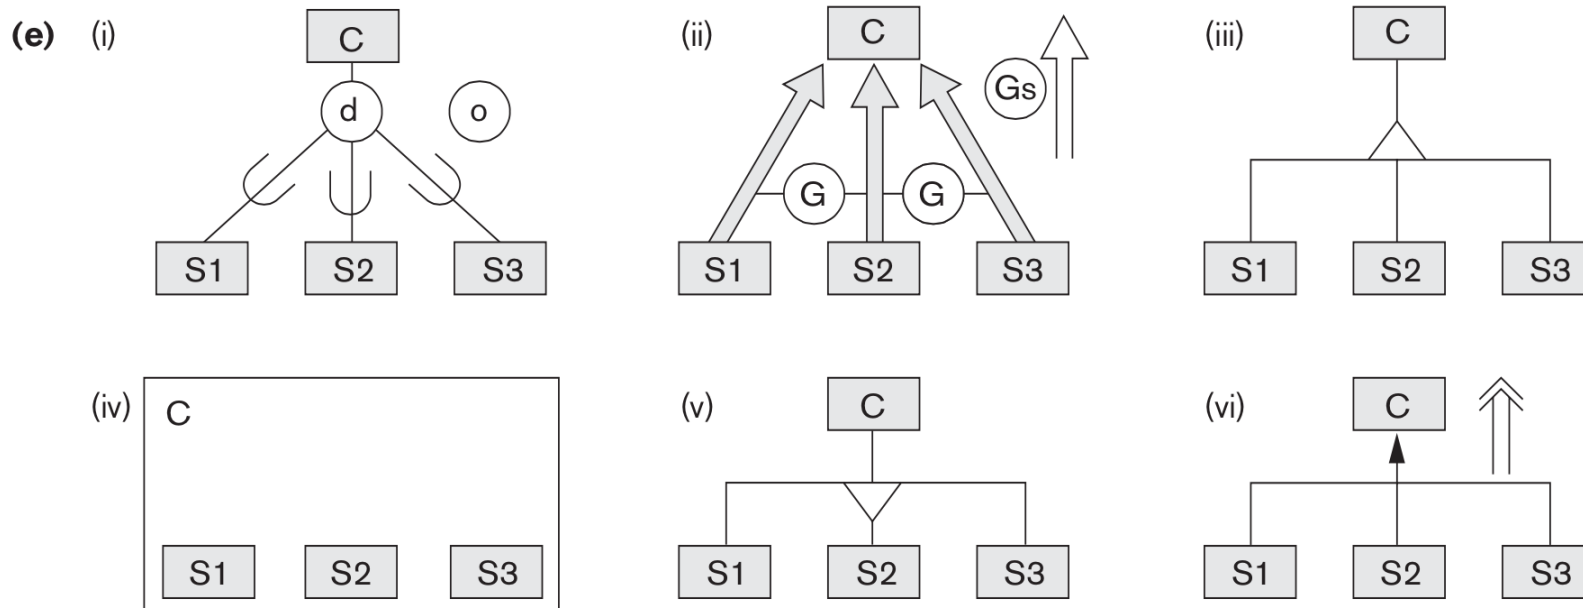 (e) (i) C (ii) C (iii) C
d o Gs
G G
S1 S2 S3 S1 S2 S3 S1 S2 S3
(iv) C (v) C (vi) C
S1 S2 S3 S1 S2 S3 S1 S2 S3